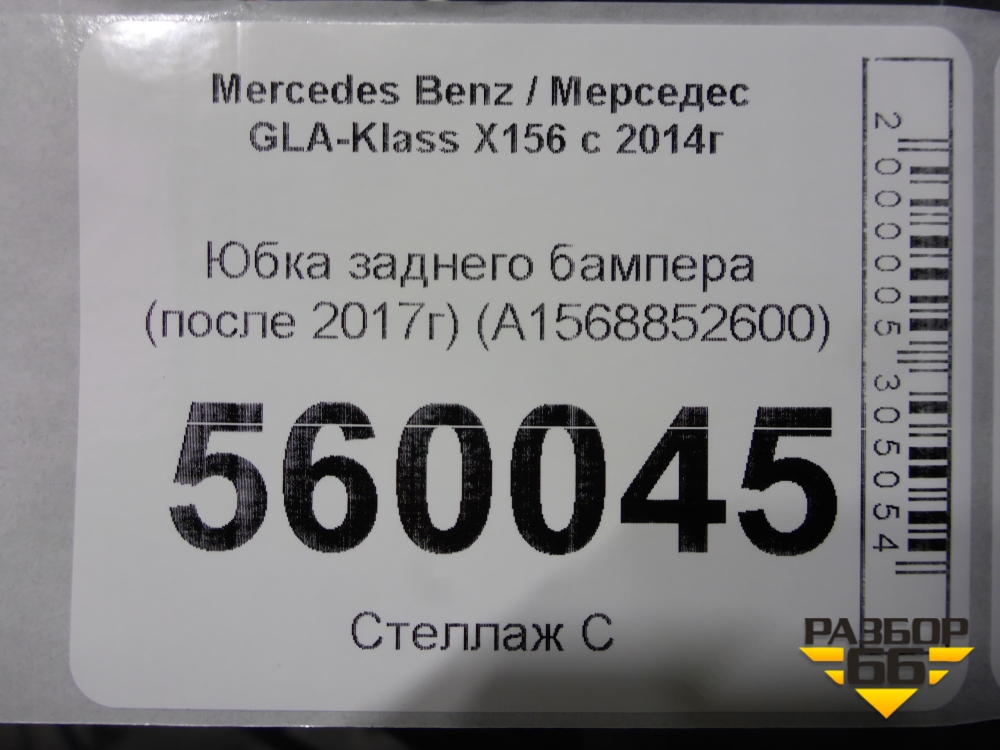 Mercedes Benz / Мерседес
GLA-Klass X156 с 2014г
Юбка заднего бампера
(после 2017г) (A1568852600)
560045
Стеллаж С
2000005305054
РАЗБОР
66